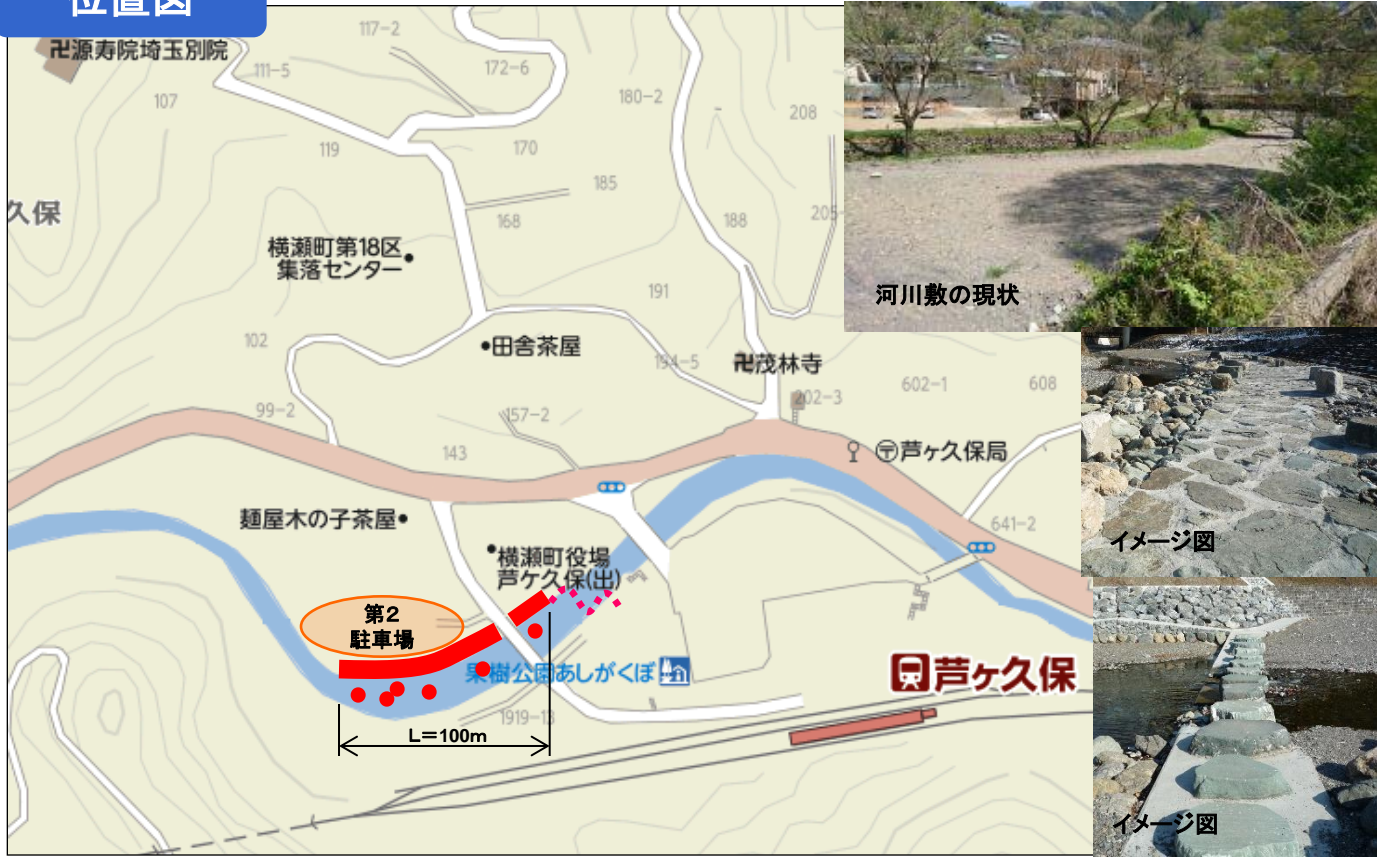 位置図
卍源寿院埼玉別院
117-2
111-5
172-6
107
180-2
208
119
170
185
168
188
205-
久保
横瀬町第18区
集落センター
191
河川敷の現状
102
田舎茶屋
194-5
卍茂林寺
602-1
608
202-3
99-2
157-2
143
芦ヶ久保局
麺屋木の子茶屋
641-2
イメージ図
横瀬町役場
芦ケ久保(出)
第2
駐車場
果樹公園あしがくぼ
芦ヶ久保
1919-13
L=100m
イメージ図